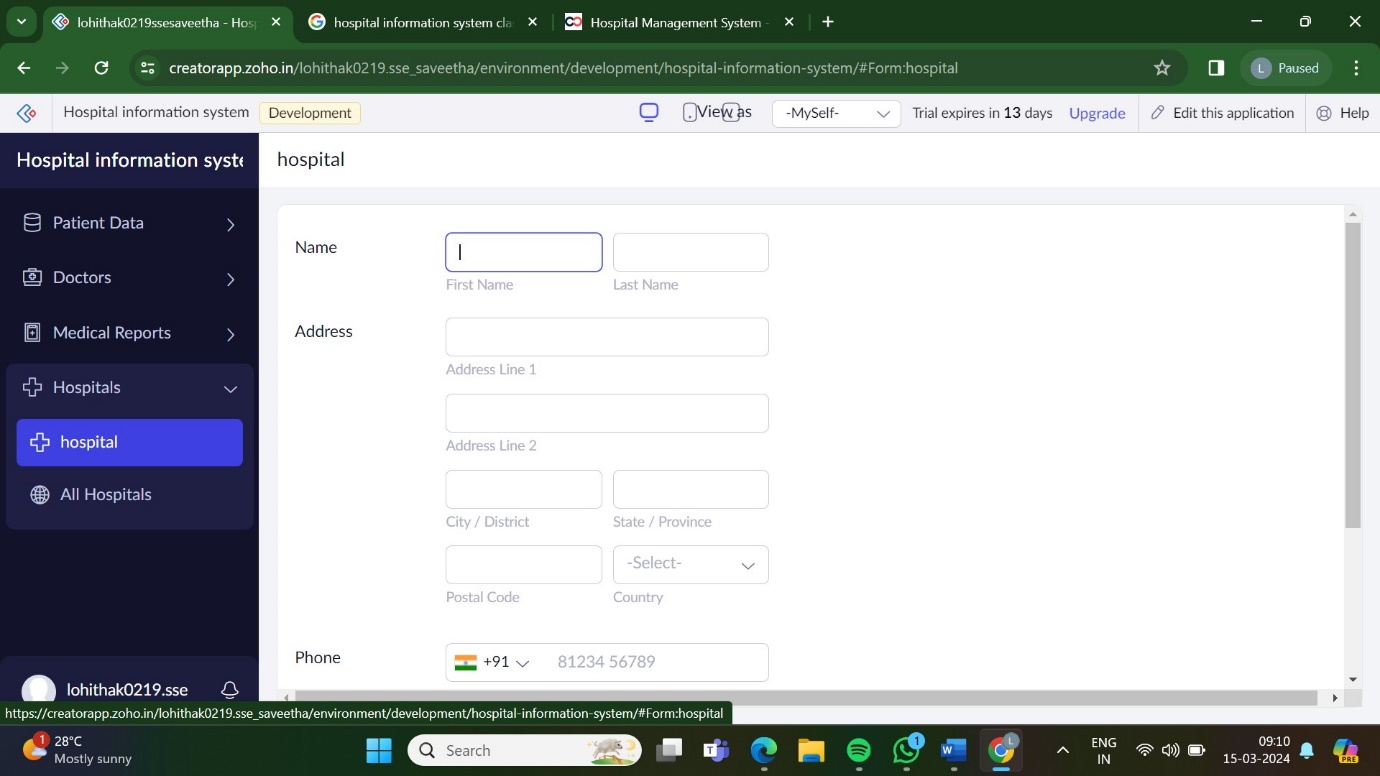 lohithak0219ssesaveetha - Hosp
hospital information system cla
Hospital Management System -
creatorapp.zoho.in/lohithak0219.sse_saveetha/environment/development/hospital-information-system/#Form:hospital
L Paused
Hospital information system Development View as -MySelf- Trial expires in 13 days Upgrade Edit this application Help
Hospital information syste
hospital
Patient Data
Doctors
Medical Reports
Hospitals
hospital
All Hospitals
lohithak0219.sse
Name
First Name Last Name
Address
Address Line 1
Address Line 2
City / District State / Province
-Select-
Postal Code Country
Phone +91 81234 56789
https://creatorapp.zoho.in/lohithak0219.sse_saveetha/environment/development/hospital-information-system/#Form:hospital
1
28°C
Mostly sunny
Search
T
1
W
L
ENG
IN
09:10
15-03-2024
PRE